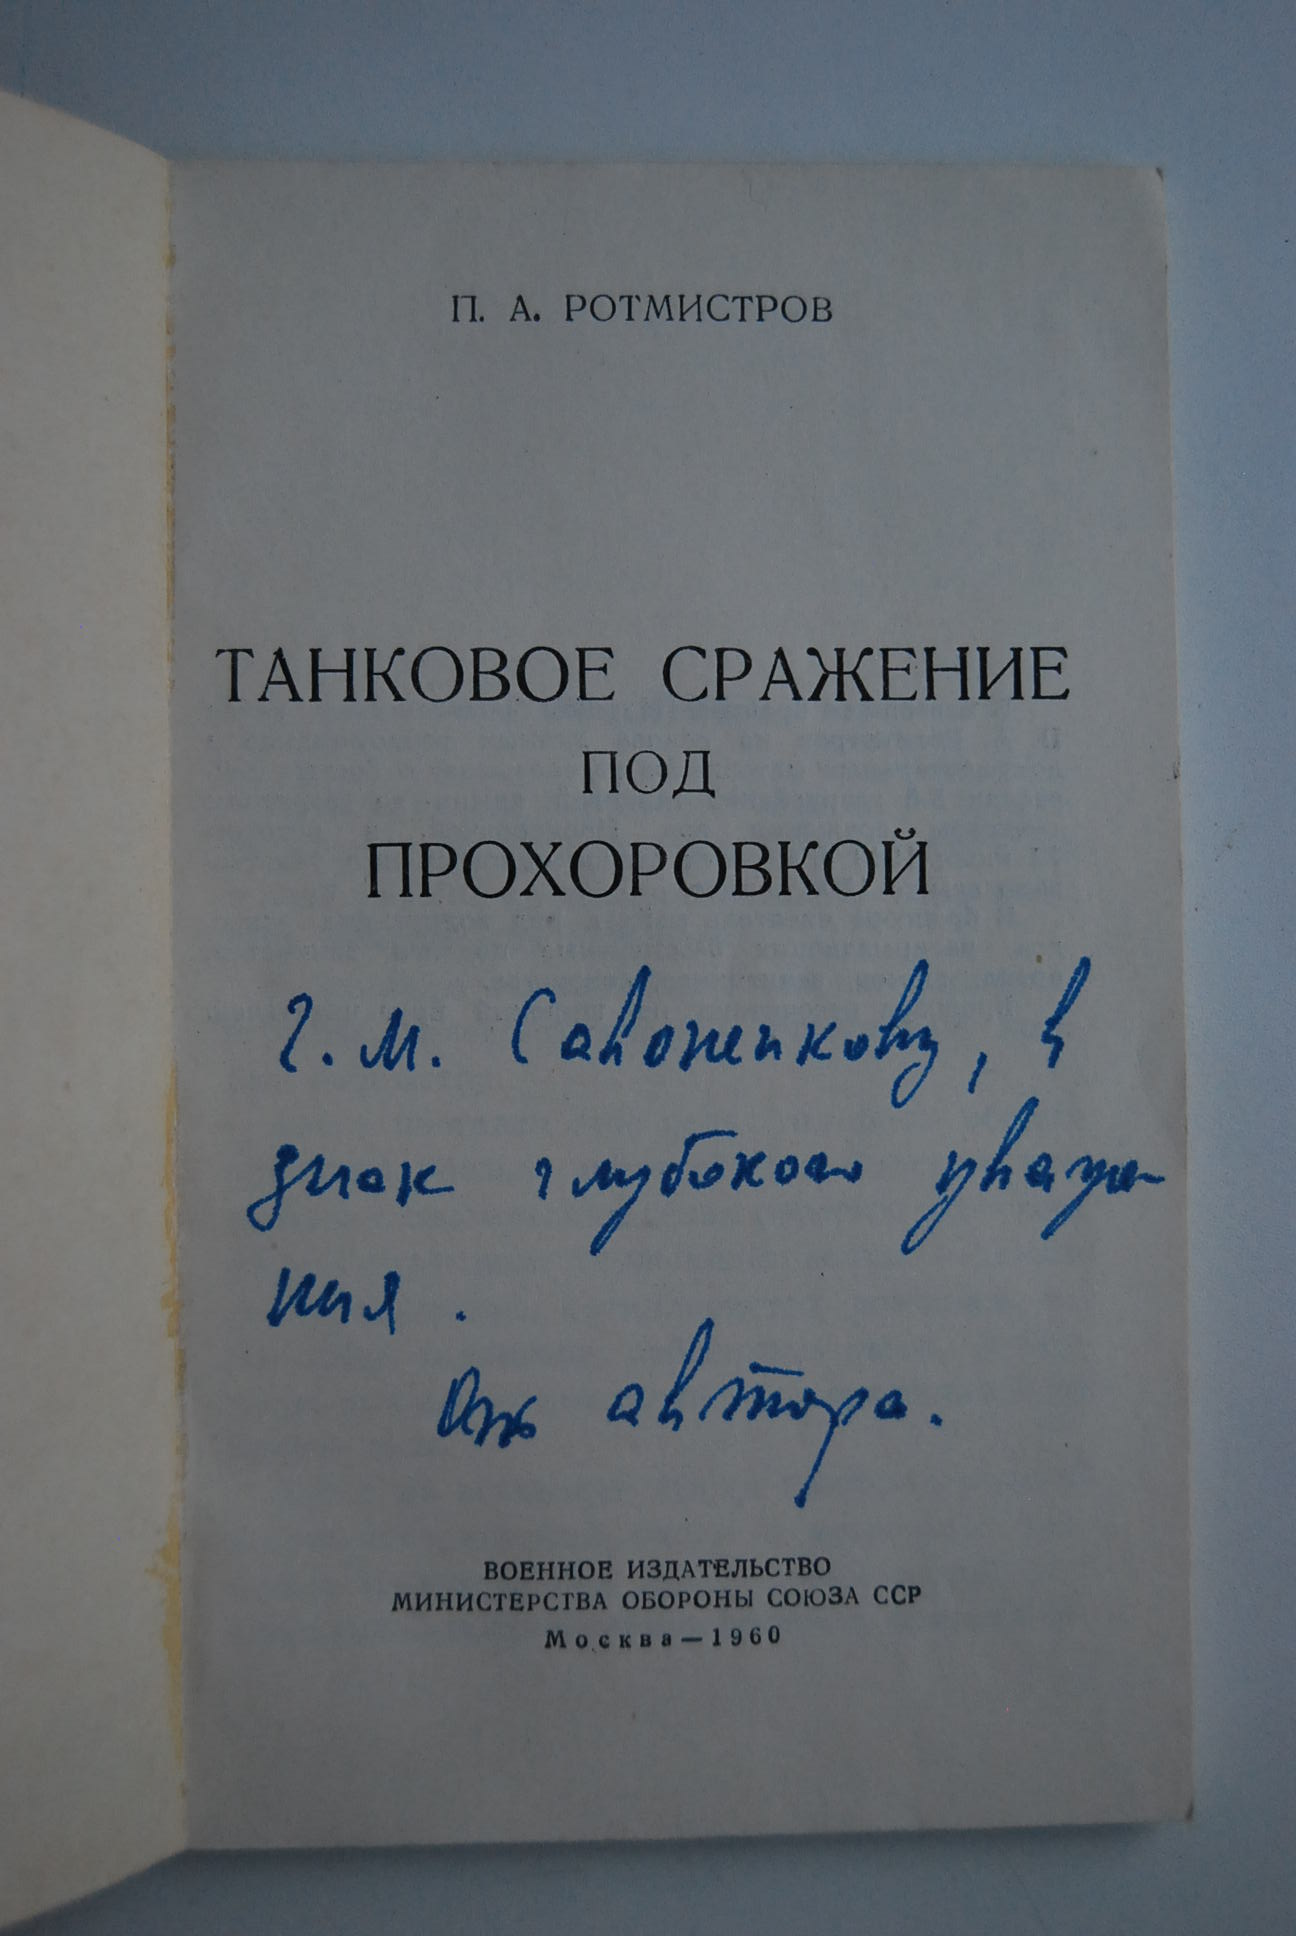 П. А. РОТМИСТРОВ
ТАНКОВОЕ СРАЖЕНИЕ
ПОД
ПРОХОРОВКОЙ
Г. М. Савоненкову, в
знак глубокого уваже-
ния.
От автора.
ВОЕННОЕ ИЗДАТЕЛЬСТВО
МИНИСТЕРСТВА ОБОРОНЫ СОЮЗА ССР
Москва—1960